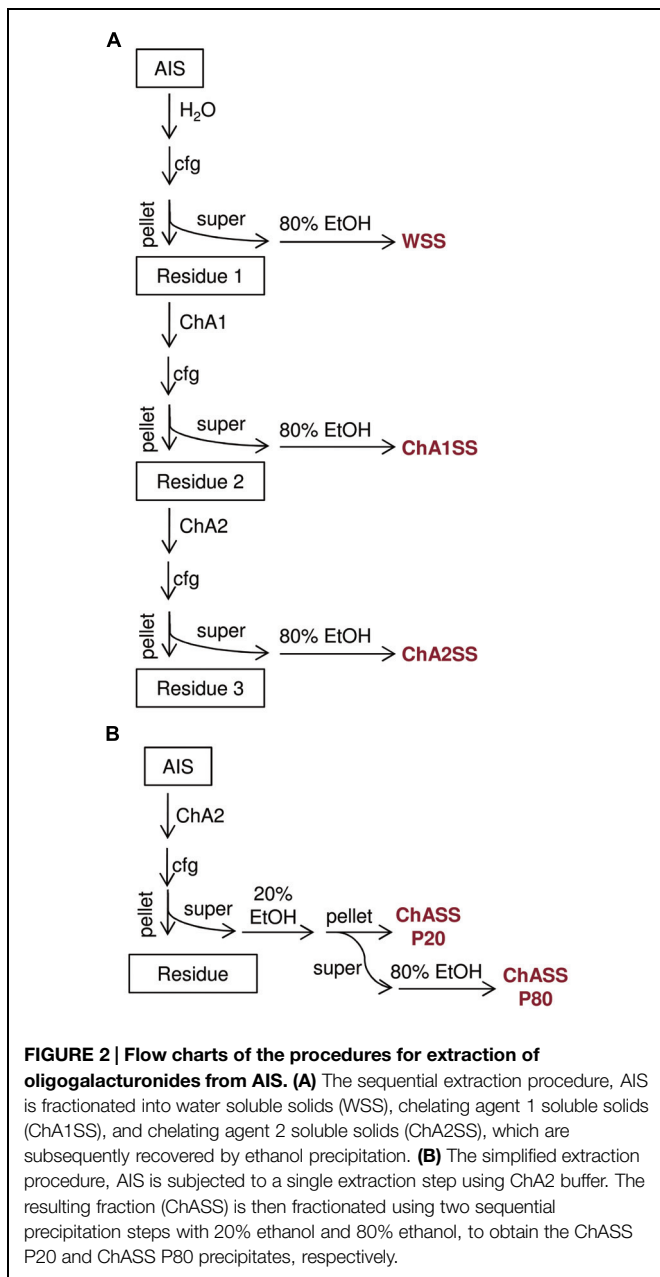 A
AIS
H₂O
cfg
pellet
super
80% EtOH
WSS
Residue 1
ChA1
cfg
pellet
super
80% EtOH
ChA1SS
Residue 2
ChA2
cfg
pellet
super
80% EtOH
ChA2SS
Residue 3
B
AIS
ChA2
cfg
pellet
super
20%
EtOH
pellet
ChASS
P20
super
80% EtOH
ChASS
P80
Residue
FIGURE 2 | Flow charts of the procedures for extraction of
oligogalacturonides from AIS. (A) The sequential extraction procedure, AIS
is fractionated into water soluble solids (WSS), chelating agent 1 soluble solids
(ChA1SS), and chelating agent 2 soluble solids (ChA2SS), which are
subsequently recovered by ethanol precipitation. (B) The simplified extraction
procedure, AIS is subjected to a single extraction step using ChA2 buffer. The
resulting fraction (ChASS) is then fractionated using two sequential
precipitation steps with 20% ethanol and 80% ethanol, to obtain the ChASS
P20 and ChASS P80 precipitates, respectively.